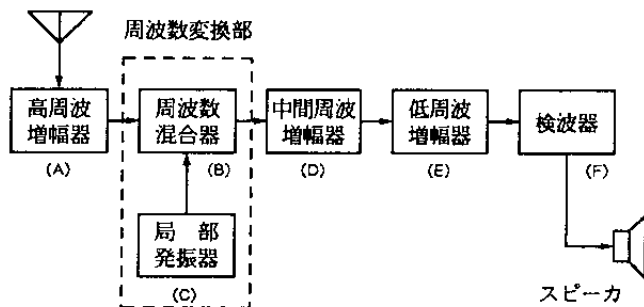 周波数変換部
高周波
増幅器
(A)
周波数
混合器
(B)
局 部
発振器
(C)
中間周波
増幅器
(D)
低周波
増幅器
(E)
検波器
(F)
スピーカ